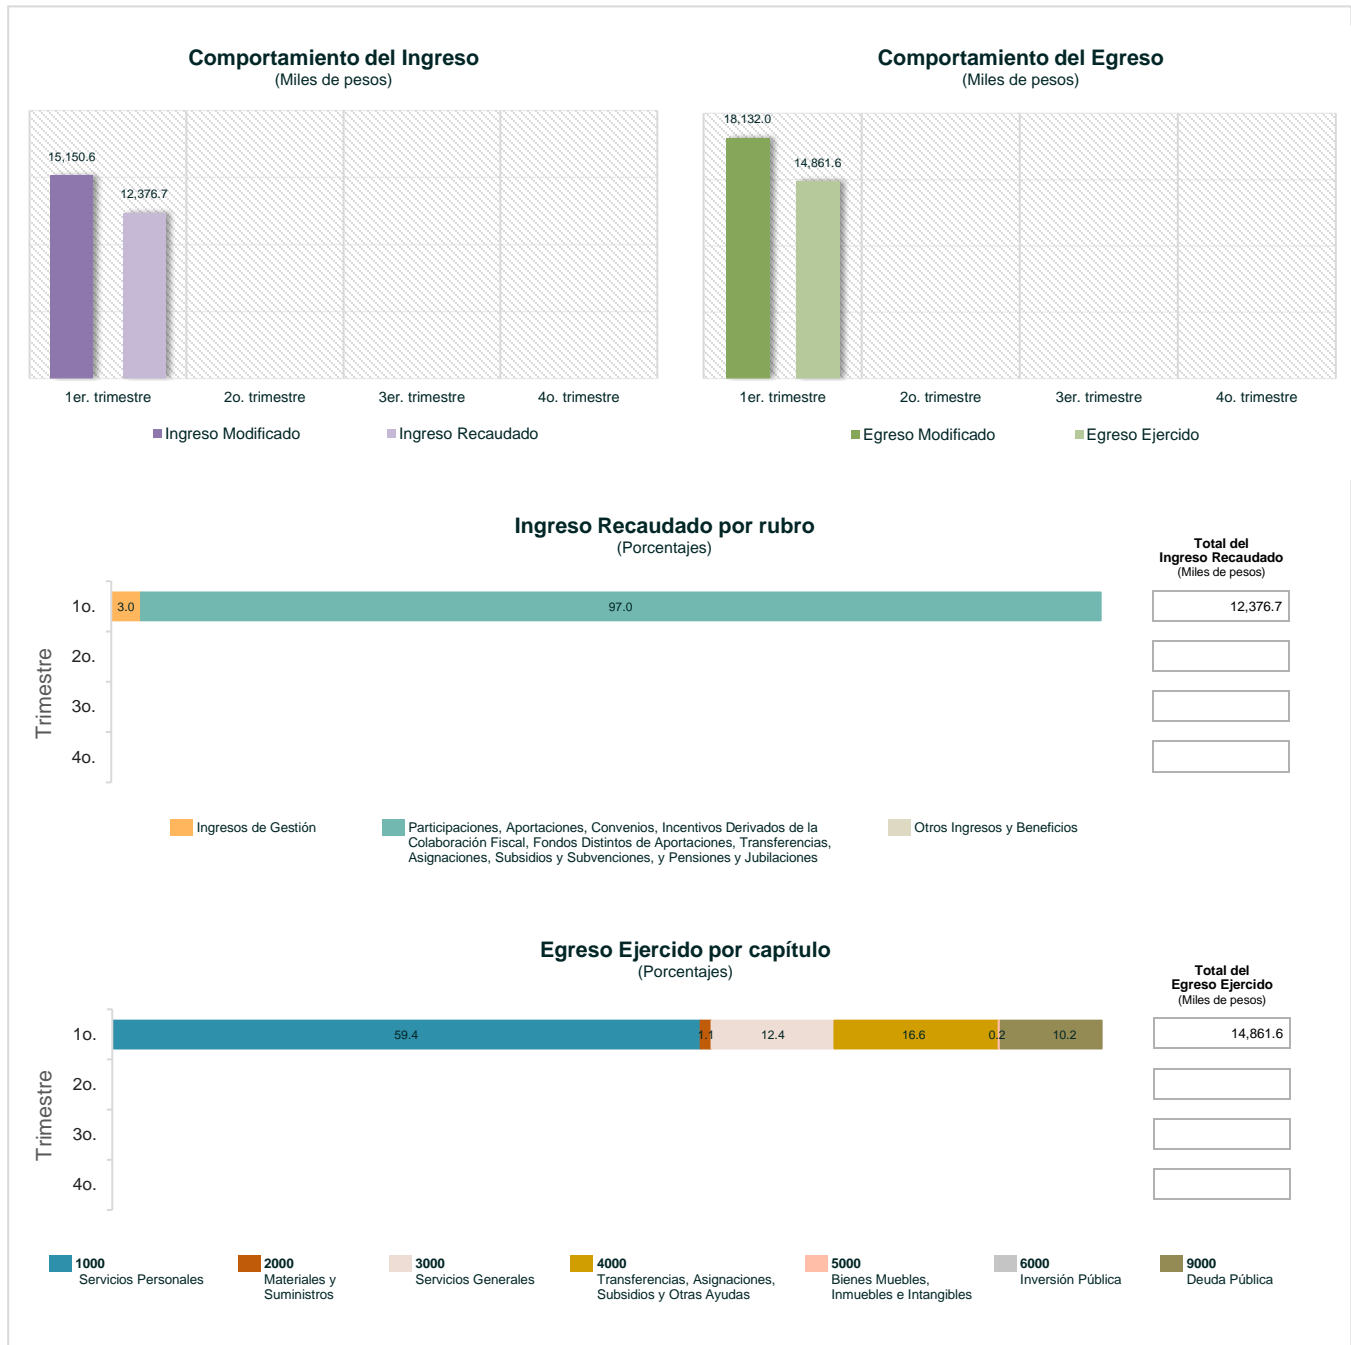 Comportamiento del Ingreso
(Miles de pesos)
15,150.6
12,376.7
1er. trimestre 2o. trimestre 3er. trimestre 4o. trimestre
Ingreso Modificado Ingreso Recaudado
Comportamiento del Egreso
(Miles de pesos)
18,132.0
14,861.6
1er. trimestre 2o. trimestre 3er. trimestre 4o. trimestre
Egreso Modificado Egreso Ejercido
Ingreso Recaudado por rubro
(Porcentajes)
Total del
Ingreso Recaudado
(Miles de pesos)
Trimestre
1o. 3.0 97.0 12,376.7
2o.
3o.
4o.
Ingresos de Gestión
Participaciones, Aportaciones, Convenios, Incentivos Derivados de la
Colaboración Fiscal, Fondos Distintos de Aportaciones, Transferencias,
Asignaciones, Subsidios y Subvenciones, y Pensiones y Jubilaciones
Otros Ingresos y Beneficios
Egreso Ejercido por capítulo
(Porcentajes)
Total del
Egreso Ejercido
(Miles de pesos)
Trimestre
1o. 59.4 1.1 12.4 16.6 0.2 10.2 14,861.6
2o.
3o.
4o.
1000
Servicios Personales
2000
Materiales y
Suministros
3000
Servicios Generales
4000
Transferencias, Asignaciones,
Subsidios y Otras Ayudas
5000
Bienes Muebles,
Inmuebles e Intangibles
6000
Inversión Pública
9000
Deuda Pública